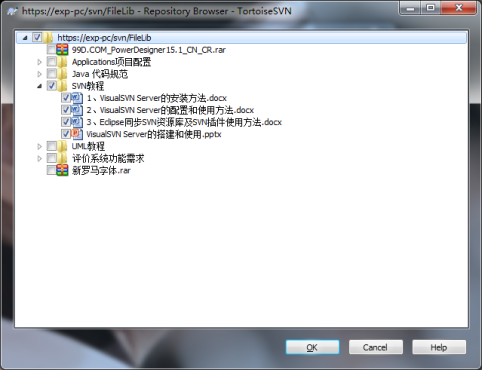 https://exp-pc/svn/FileLib - Repository Browser - TortoiseSVN
https://exp-pc/svn/FileLib
99D.COM_PowerDesigner15.1_CN_CR.rar
Applications项目配置
Java 代码规范
SVN教程
1、VisualSVN Server的安装方法.docx
2、VisualSVN Server的配置和使用方法.docx
3、Eclipse同步SVN资源库及SVN插件使用方法.docx
VisualSVN Server的搭建和使用.pptx
UML教程
评价系统功能需求
新罗马字体.rar
OK Cancel Help